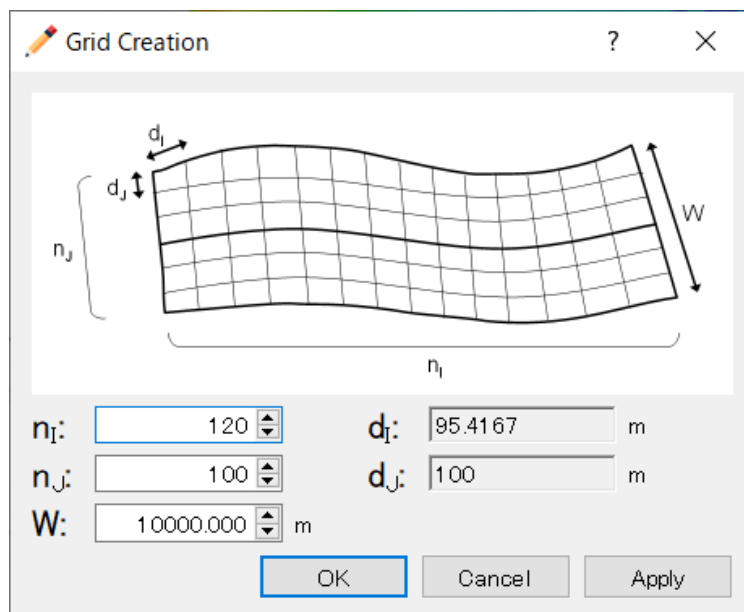 Grid Creation ? ×
dI
dJ
W
nJ
nI
nI: 120 dI: 95.4167 m
nJ: 100 dJ: 100 m
W: 10000.000 m
OK Cancel Apply